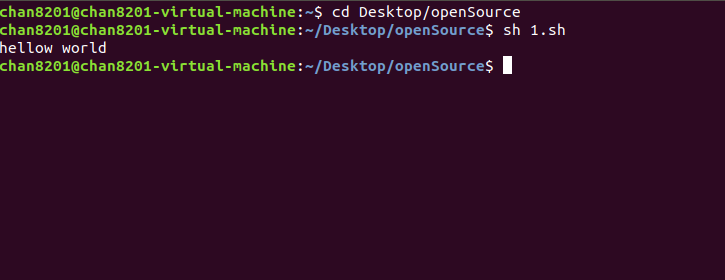 chan8201@chan8201-virtual-machine:~$ cd Desktop/openSource
chan8201@chan8201-virtual-machine:~/Desktop/openSource$ sh 1.sh
hellow world
chan8201@chan8201-virtual-machine:~/Desktop/openSource$